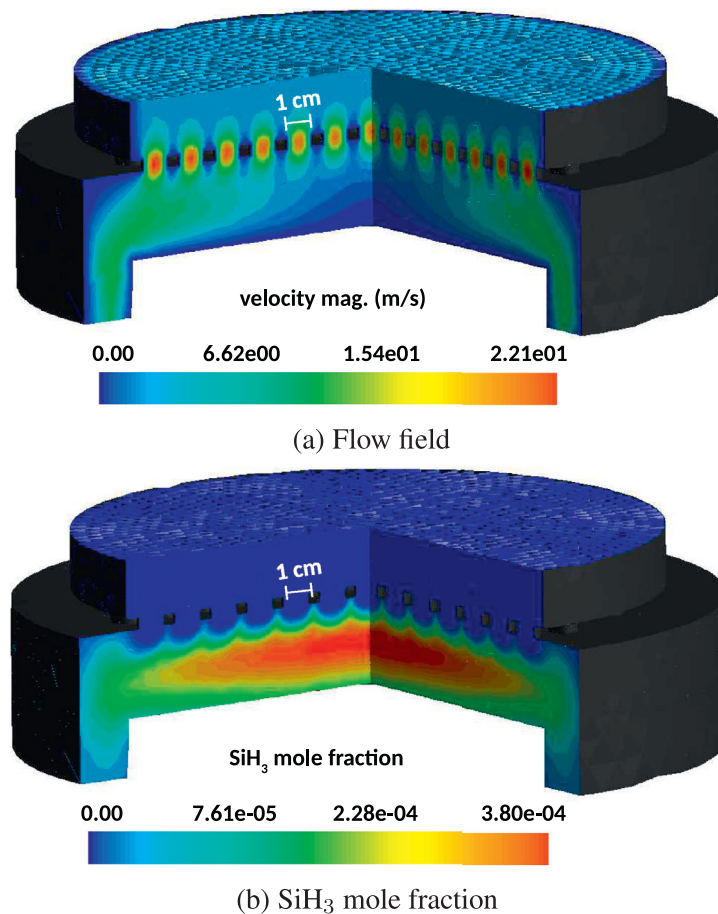 1 cm
velocity mag. (m/s)
0.00 6.62e00 1.54e01 2.21e01
(a) Flow field
1 cm
SiH₃ mole fraction
0.00 7.61e-05 2.28e-04 3.80e-04
(b) SiH₃ mole fraction